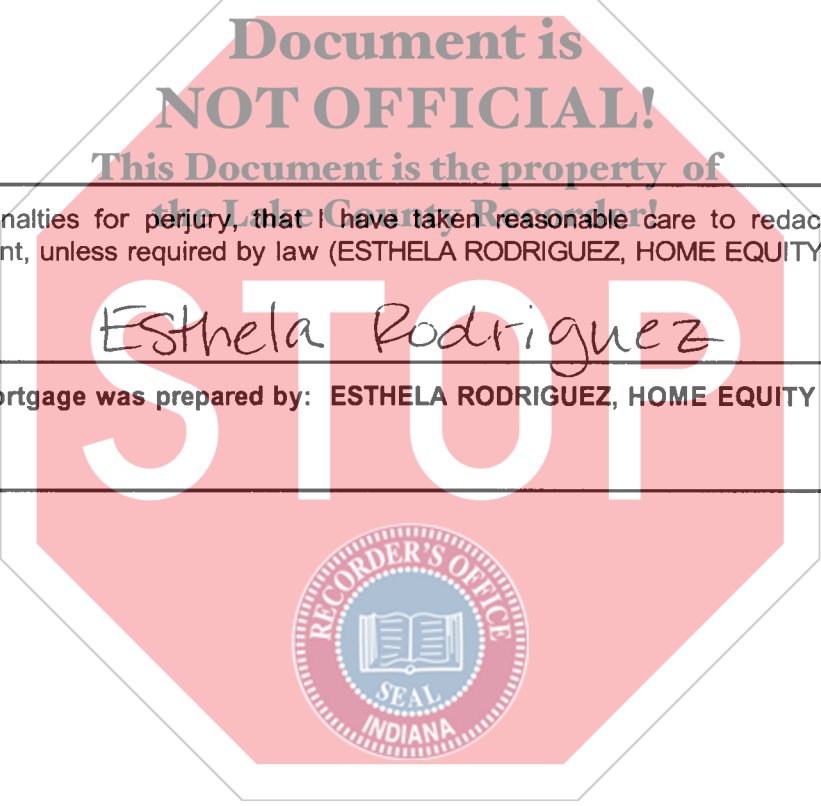 Document is
NOT OFFICIAL!
This Document is the property of
the Lake County Recorder!
nalties for perjury, that I have taken reasonable care to redac
nt, unless required by law (ESTHELA RODRIGUEZ, HOME EQUITY
Esthela Rodriguez
STOP
ortgage was prepared by: ESTHELA RODRIGUEZ, HOME EQUITY
RECORDER'S OFFICE
SEAL
INDIANA